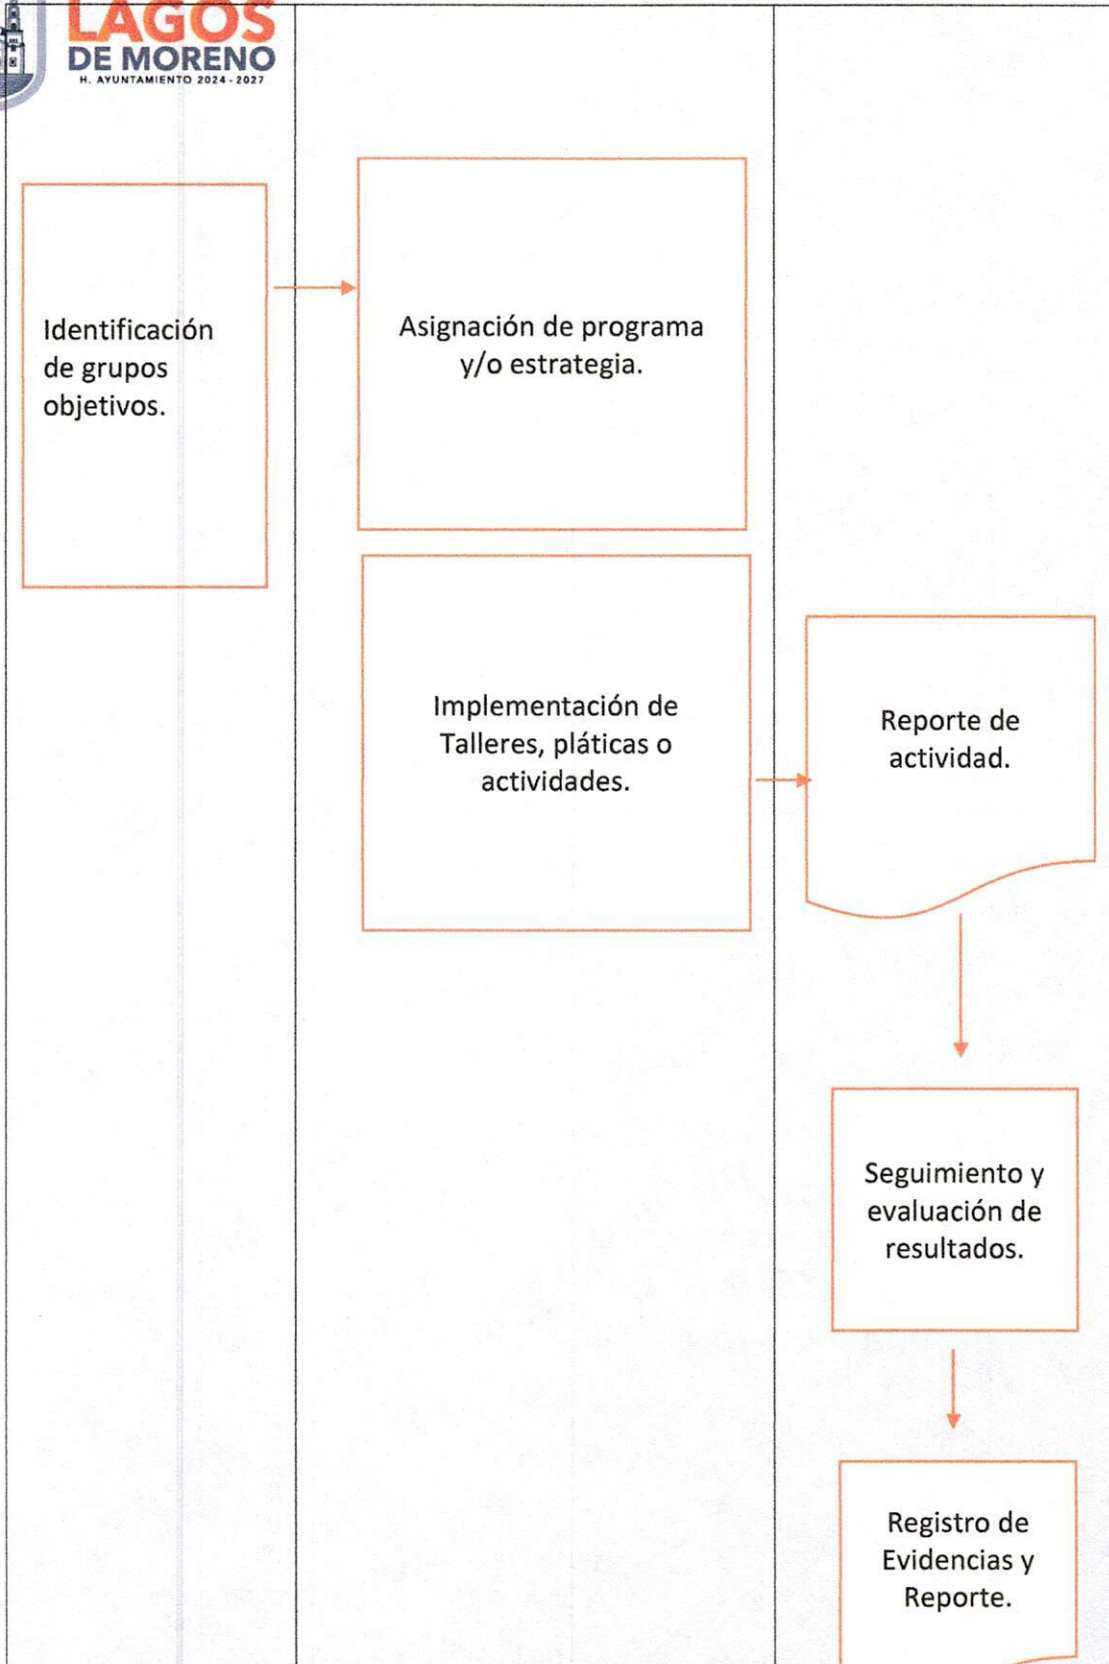 LAGOS
DE MORENO
H. AYUNTAMIENTO 2024 - 2027
Identificación
de grupos
objetivos.
Asignación de programa
y/o estrategia.
Implementación de
Talleres, pláticas o
actividades.
Reporte de
actividad.
Seguimiento y
evaluación de
resultados.
Registro de
Evidencias y
Reporte.